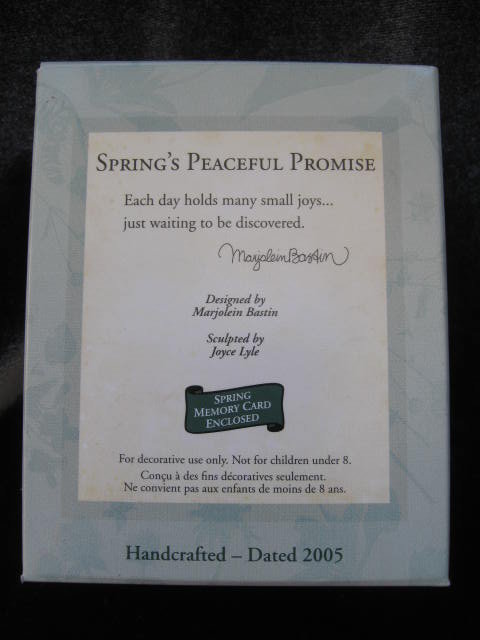 SPRING'S PEACEFUL PROMISE
Each day holds many small joys...
just waiting to be discovered.
Marjolein Bastin
Designed by
Marjolein Bastin
Sculpted by
Joyce Lyle
SPRING
MEMORY CARD
ENCLOSED
For decorative use only. Not for children under 8.
Conçu à des fins décoratives seulement.
Ne convient pas aux enfants de moins de 8 ans.
Handcrafted – Dated 2005